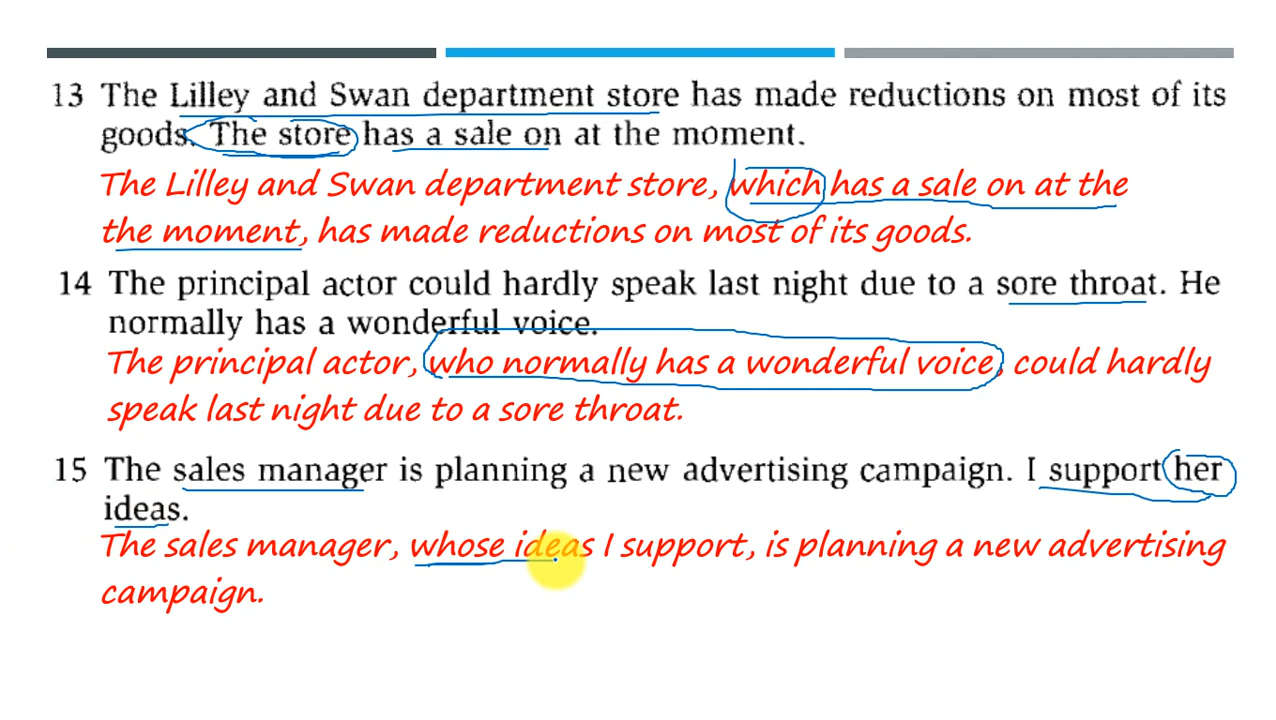 13 The Lilley and Swan department store has made reductions on most of its
goods. The store has a sale on at the moment.
The Lilley and Swan department store, which has a sale on at the
the moment, has made reductions on most of its goods.
14 The principal actor could hardly speak last night due to a sore throat. He
normally has a wonderful voice.
The principal actor, who normally has a wonderful voice, could hardly
speak last night due to a sore throat.
15 The sales manager is planning a new advertising campaign. I support her
ideas.
The sales manager, whose ideas I support, is planning a new advertising
campaign.